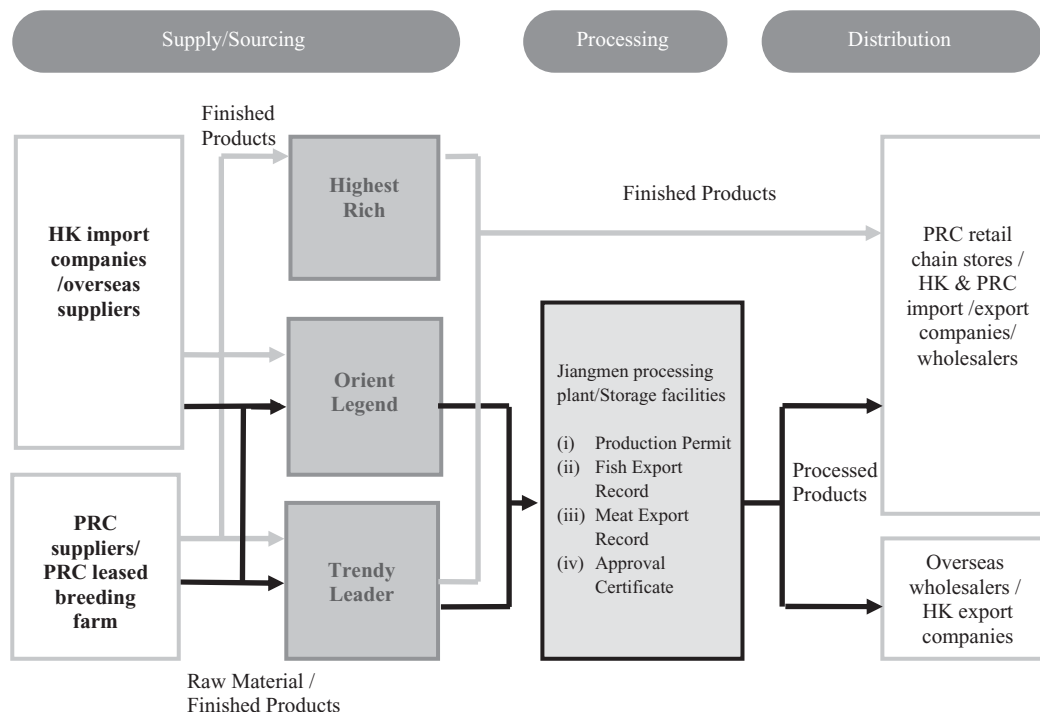 Supply/Sourcing
Processing
Distribution
Finished
Products
HK import
companies
/overseas
suppliers
PRC
suppliers/
PRC leased
breeding
farm
Highest
Rich
Orient
Legend
Trendy
Leader
Raw Material /
Finished Products
Finished Products
Jiangmen processing
plant/Storage facilities
(i) Production Permit
(ii) Fish Export
Record
(iii) Meat Export
Record
(iv) Approval
Certificate
Processed
Products
PRC retail
chain stores /
HK & PRC
import /export
companies/
wholesalers
Overseas
wholesalers /
HK export
companies